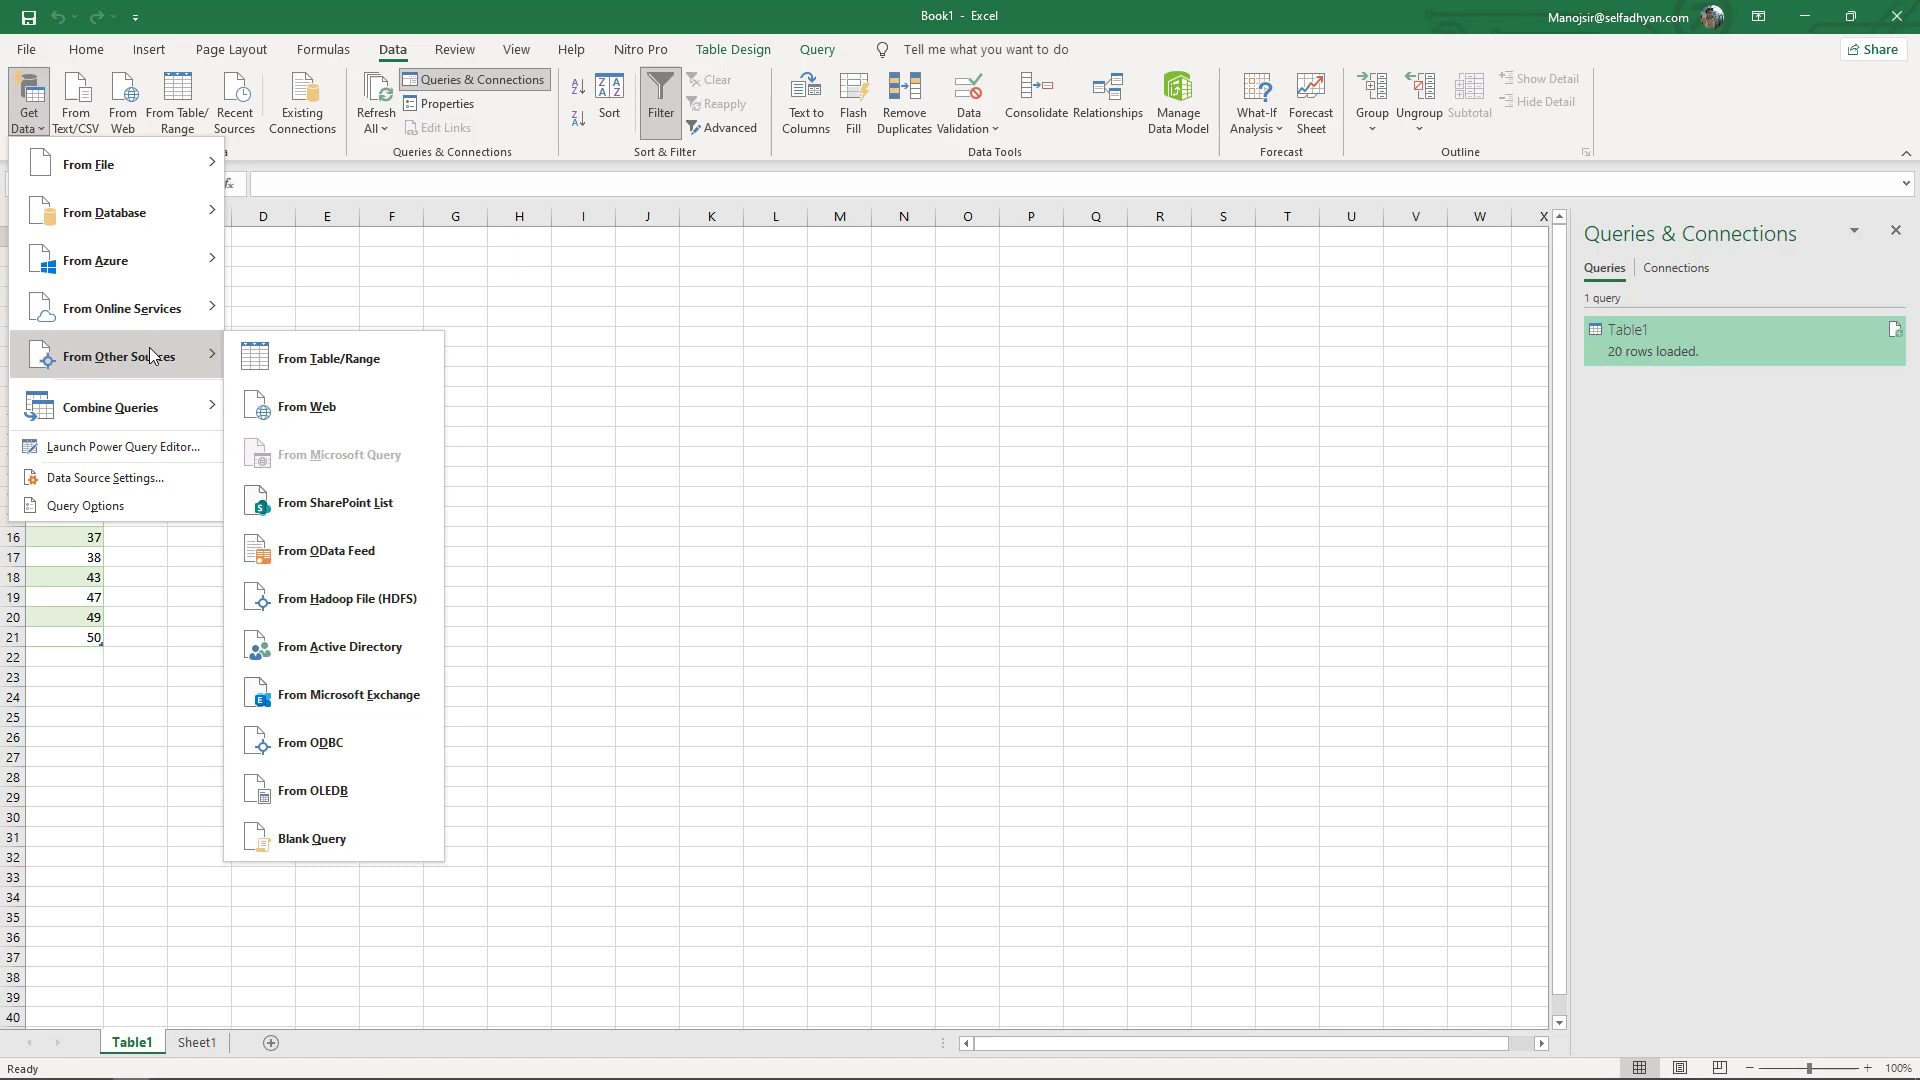 Book1 - Excel
Manojsir@selfadhyan.com
File Home Insert Page Layout Formulas Data Review View Help Nitro Pro Table Design Query Tell me what you want to do Share
Get Data
From Text/CSV
From Web
From Table/ Range
Recent Sources
Existing Connections
Refresh All
Queries & Connections
Properties
Edit Links
Queries & Connections
Sort
Filter
Clear
Reapply
Advanced
Sort & Filter
Text to Columns
Flash Fill
Remove Duplicates
Data Validation
Consolidate
Relationships
Manage Data Model
Data Tools
What-If Analysis
Forecast Sheet
Forecast
Group
Ungroup
Subtotal
Show Detail
Hide Detail
Outline
From File
From Database
From Azure
From Online Services
From Other Sources
Combine Queries
Launch Power Query Editor...
Data Source Settings...
Query Options
From Table/Range
From Web
From Microsoft Query
From SharePoint List
From OData Feed
From Hadoop File (HDFS)
From Active Directory
From Microsoft Exchange
From ODBC
From OLEDB
Blank Query
fx
D E F G H I J K L M N O P Q R S T U V W X
16 37
17 38
18 43
19 47
20 49
21 50
22
23
24
25
26
27
28
29
30
31
32
33
34
35
36
37
38
39
40
Queries & Connections
Queries Connections
1 query
Table1
20 rows loaded.
Table1 Sheet1
Ready
100%